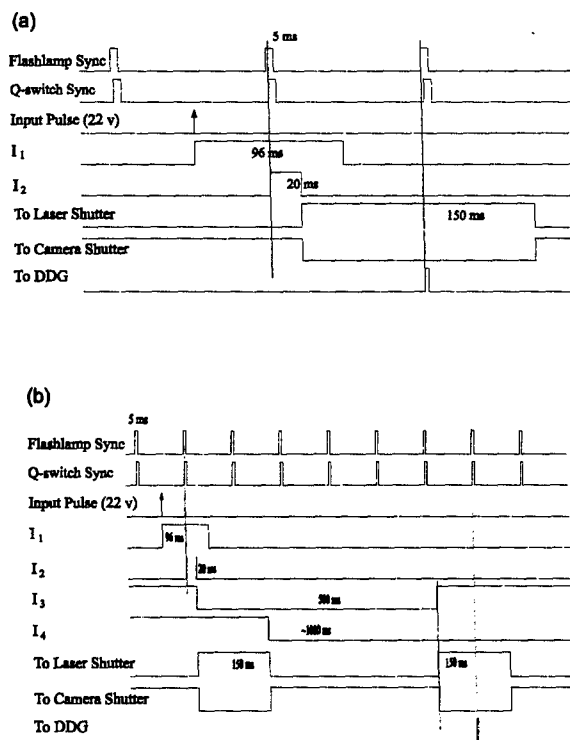 (a)
5 ms
Flashlamp Sync
Q-switch Sync
Input Pulse (22 v)
I1
96 ms
I2
20 ms
To Laser Shutter
150 ms
To Camera Shutter
To DDG
(b)
5 ms
Flashlamp Sync
Q-switch Sync
Input Pulse (22 v)
I1
96 ms
I2
20 ms
I3
500 ms
I4
~1000 ms
To Laser Shutter
150 ms
150 ms
To Camera Shutter
To DDG